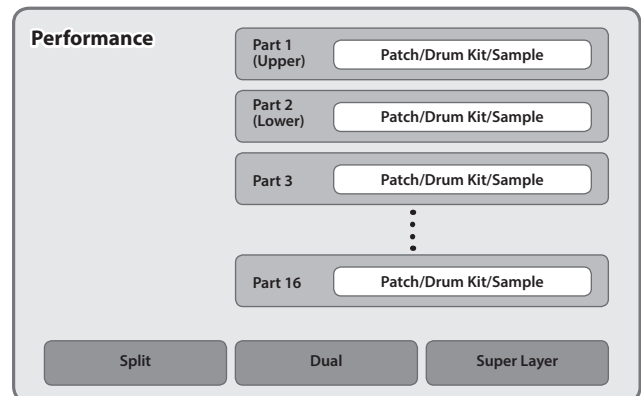 Performance
Part 1
(Upper)
Patch/Drum Kit/Sample
Part 2
(Lower)
Patch/Drum Kit/Sample
Part 3
Patch/Drum Kit/Sample
Part 16
Patch/Drum Kit/Sample
Split
Dual
Super Layer